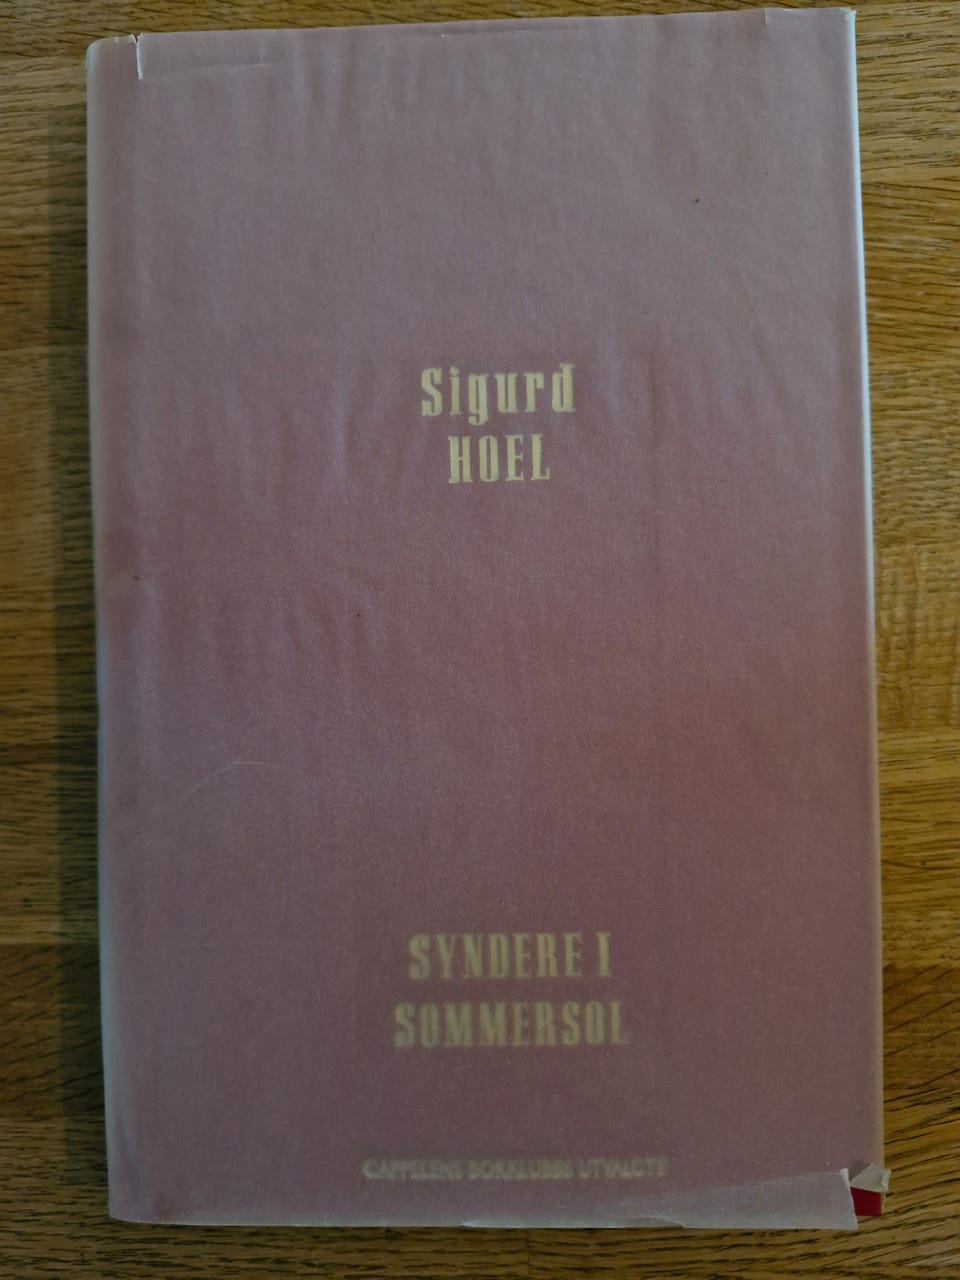 Sigurd
HOEL
SYNDERE I
SOMMERSOL
CAPPELENS BOKKLUBBS UTVALGTE